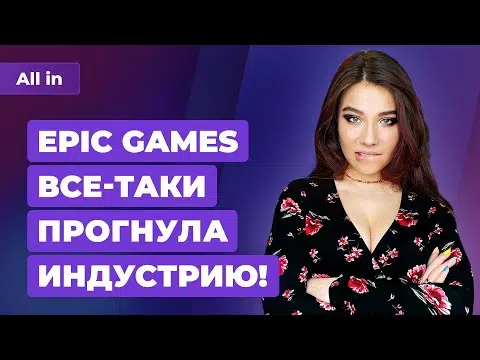 All in
EPIC GAMES
ВСЕ-ТАКИ
ПРОГНУЛА
ИНДУСТРИЮ!